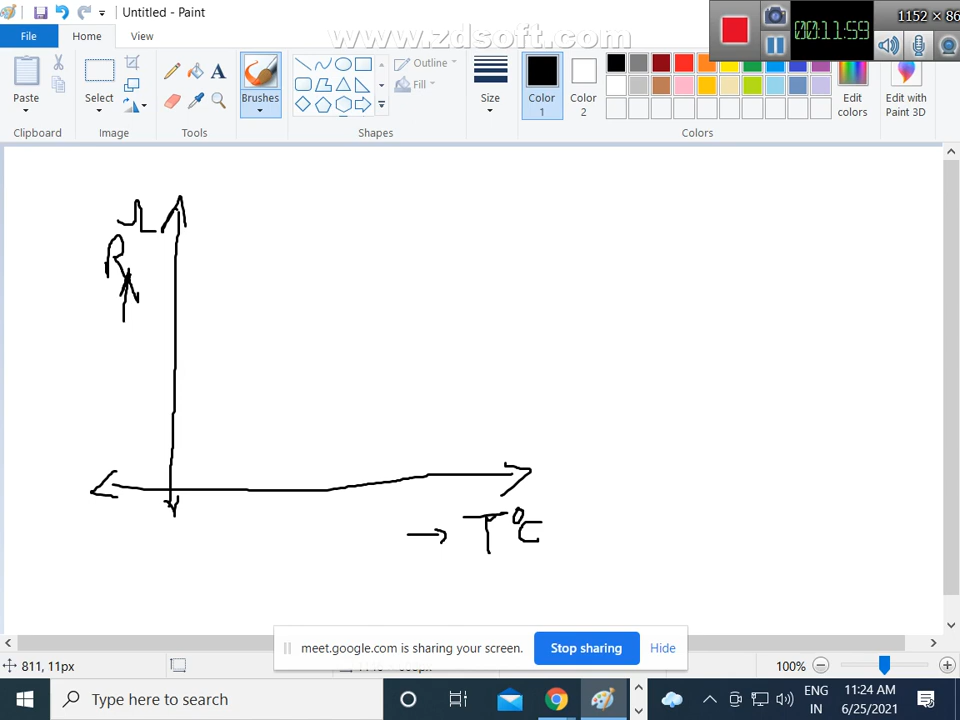 Untitled - Paint
www.zdsoft.com
00:11:59
1152 × 86
File
Home
View
Paste
Select
Brushes
Outline
Fill
Size
Color
1
Color
2
Edit
colors
Edit with
Paint 3D
Clipboard
Image
Tools
Shapes
Colors
Ω
R
→ T°C
meet.google.com is sharing your screen.
Stop sharing
Hide
811, 11px
100%
Type here to search
ENG
IN
11:24 AM
6/25/2021